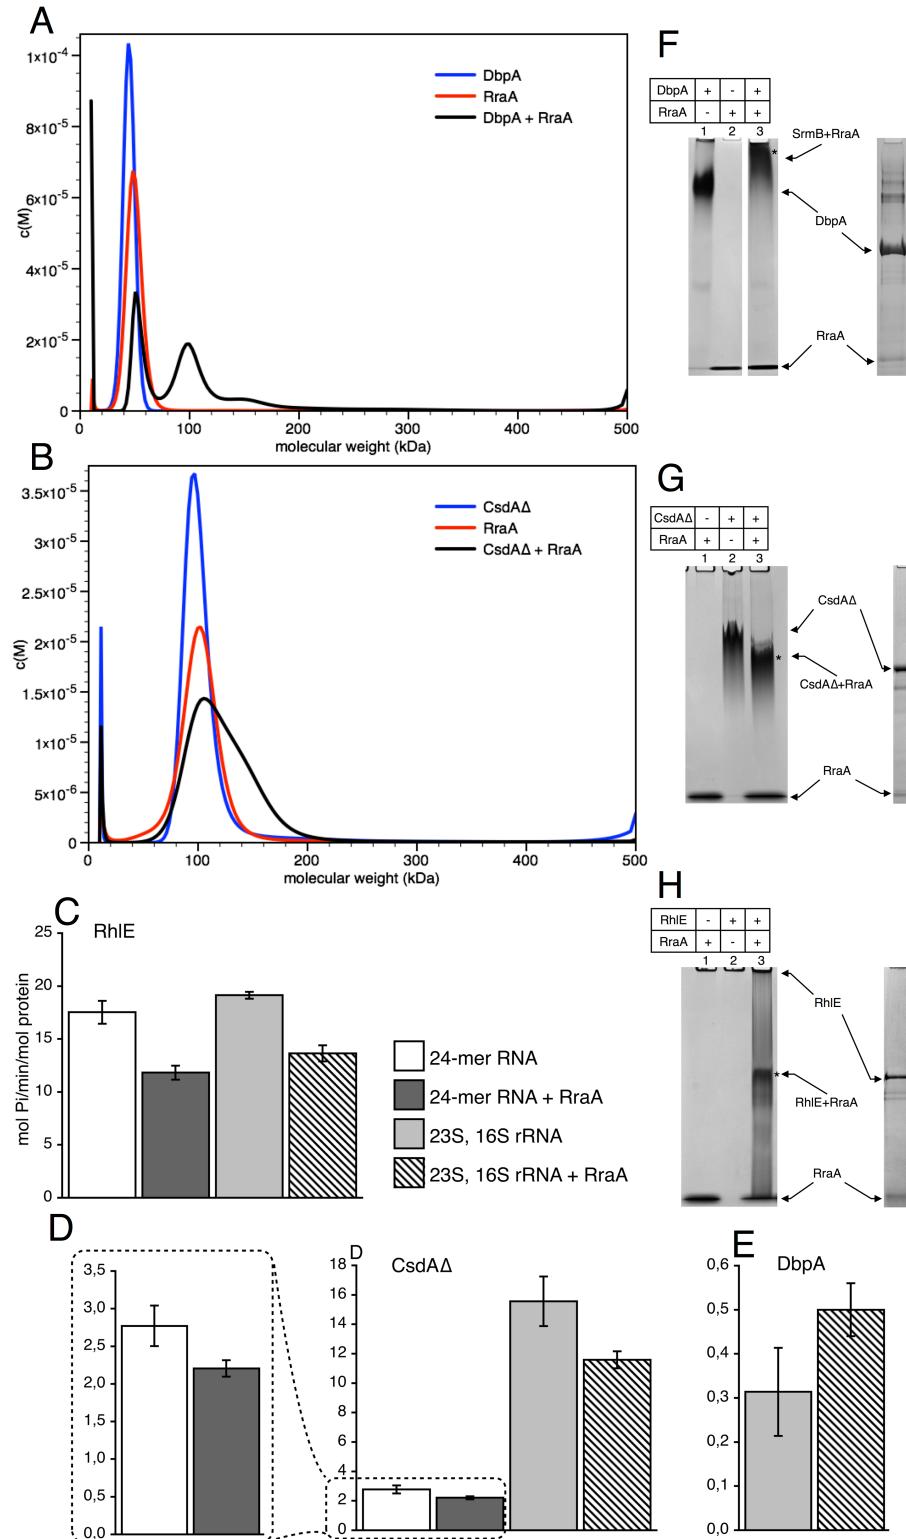 A
1x10-4
8x10-5
6x10-5
4x10-5
2x10-5
0
c(M)
DbpA
RraA
DbpA + RraA
0 100 200 300 400 500
molecular weight (kDa)
B
3.5x10-5
3x10-5
2.5x10-5
2x10-5
1.5x10-5
1x10-5
5x10-6
0
c(M)
CsdAΔ
RraA
CsdAΔ + RraA
0 100 200 300 400 500
molecular weight (kDa)
C
RhlE
25
20
15
10
5
0
mol Pi/min/mol protein
24-mer RNA
24-mer RNA + RraA
23S, 16S rRNA
23S, 16S rRNA + RraA
D
3,5
3,0
2,5
2,0
1,5
1,0
0,5
0.0
D
CsdAΔ
18
16
14
12
10
8
6
4
2
0
E
DbpA
0,6
0,5
0,4
0,3
0,2
0,1
0,0
F
DbpA + - +
RraA - + +
1 2 3
*
SrmB+RraA
DbpA
RraA
G
CsdAΔ - + +
RraA + - +
1 2 3
CsdAΔ
*
CsdAΔ+RraA
RraA
H
RhlE - + +
RraA + - +
1 2 3
RhlE
*
RhlE+RraA
RraA